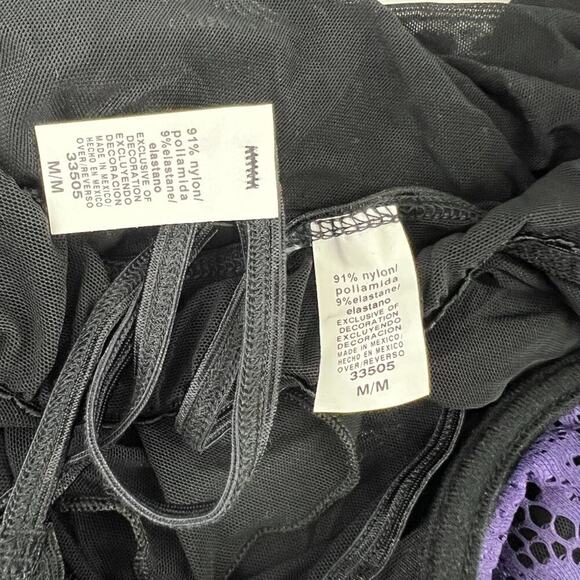 91% nylon/
poliamida
9% elastane/
elastano
EXCLUSIVE OF
DECORATION
EXCLUYENDO
DECORACION
MADE IN MEXICO/
HECHO EN MEXICO
OVER/REVERSO
33505
M/M
91% nylon/
poliamida
9% elastane/
elastano
EXCLUSIVE OF
DECORATION
EXCLUYENDO
DECORACION
MADE IN MEXICO/
HECHO EN MEXICO
OVER/REVERSO
33505
M/M